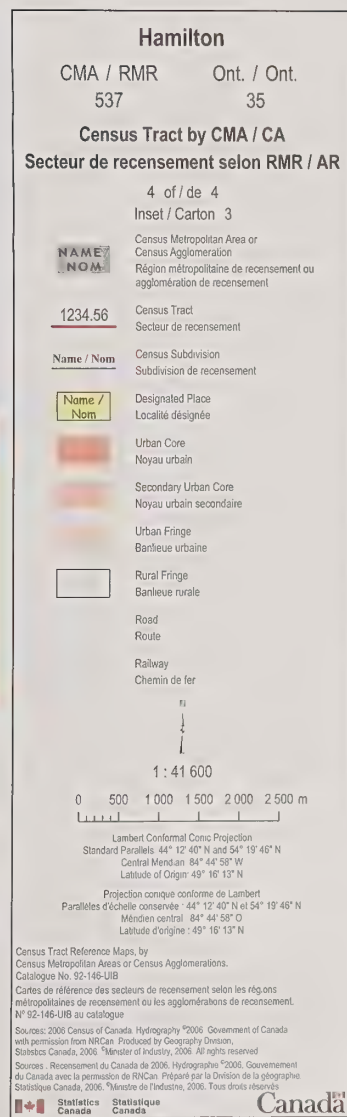 Hamilton
CMA / RMR Ont. / Ont.
537 35
Census Tract by CMA / CA
Secteur de recensement selon RMR / AR
4 of / de 4
Inset / Carton 3
NAME / NOM
Census Metropolitan Area or
Census Agglomeration
Région métropolitaine de recensement ou
agglomération de recensement
1234.56
Census Tract
Secteur de recensement
Name / Nom
Census Subdivision
Subdivision de recensement
Name /
Nom
Designated Place
Localité désignée
Urban Core
Noyau urbain
Secondary Urban Core
Noyau urbain secondaire
Urban Fringe
Banlieue urbaine
Rural Fringe
Banlieue rurale
Road
Route
Railway
Chemin de fer
N
1 : 41 600
0 500 1 000 1 500 2 000 2 500 m
Lambert Conformal Conic Projection
Standard Parallels 44° 12' 40" N and 54° 19' 46" N
Central Meridian 84° 44' 58" W
Latitude of Origin 49° 16' 13" N
Projection conique conforme de Lambert
Parallèles d'échelle conservée : 44° 12' 40" N et 54° 19' 46" N
Méridien central 84° 44' 58" O
Latitude d'origine : 49° 16' 13" N
Census Tract Reference Maps, by
Census Metropolitan Areas or Census Agglomerations.
Catalogue No. 92-146-UIB
Cartes de référence des secteurs de recensement selon les régions
métropolitaines de recensement ou les agglomérations de recensement.
N° 92-146-UIB au catalogue
Sources: 2006 Census of Canada. Hydrography ©2006 Government of Canada
with permission from NRCan Produced by Geography Division,
Statistics Canada, 2006 ©Minister of Industry, 2006. All rights reserved
Sources . Recensement du Canada de 2006. Hydrographie ©2006, Gouvernement
du Canada avec la permission de RNCan. Préparé par la Division de la géographie
Statistique Canada, 2006. ©Ministre de l'Industrie, 2006. Tous droits réservés
Statistics Canada Statistique Canada Canada